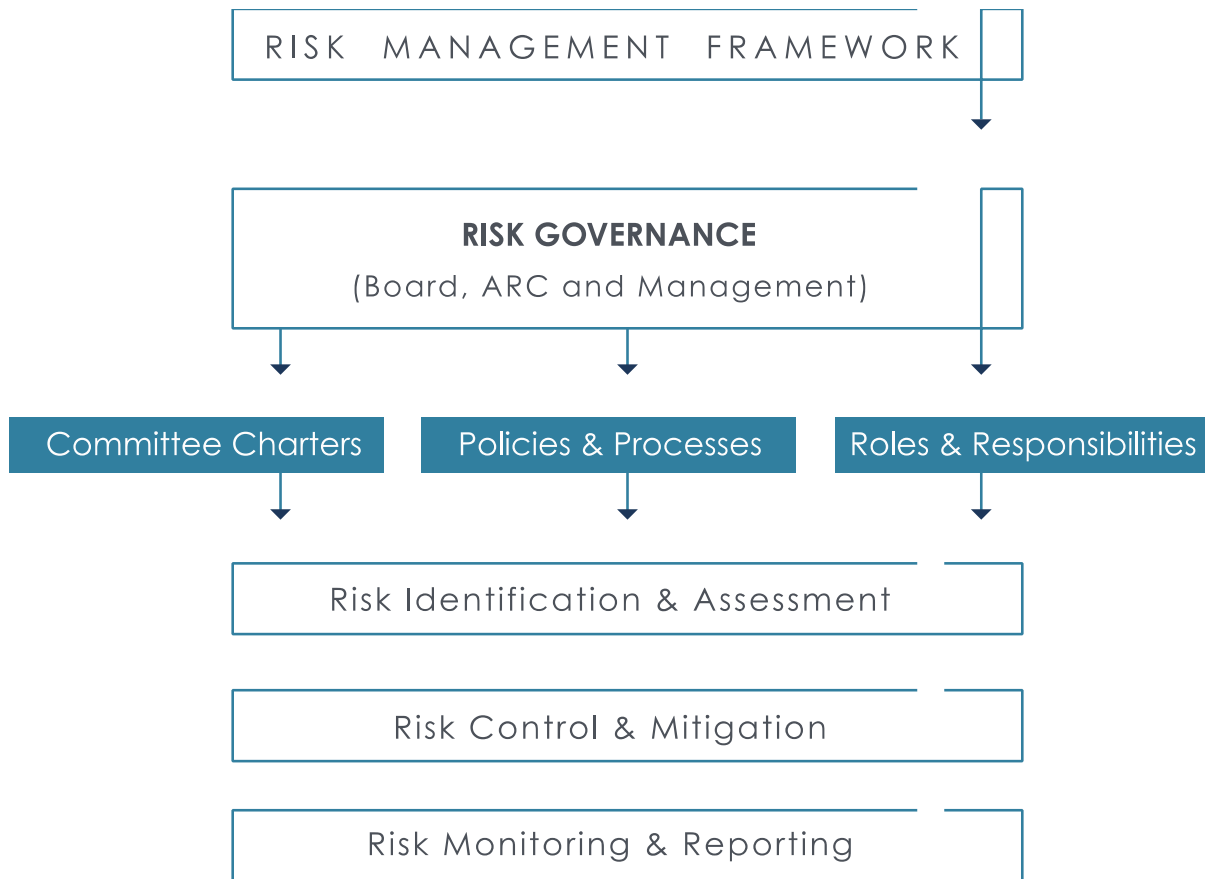 RISK MANAGEMENT FRAMEWORK
RISK GOVERNANCE
(Board, ARC and Management)
Committee Charters
Policies & Processes
Roles & Responsibilities
Risk Identification & Assessment
Risk Control & Mitigation
Risk Monitoring & Reporting